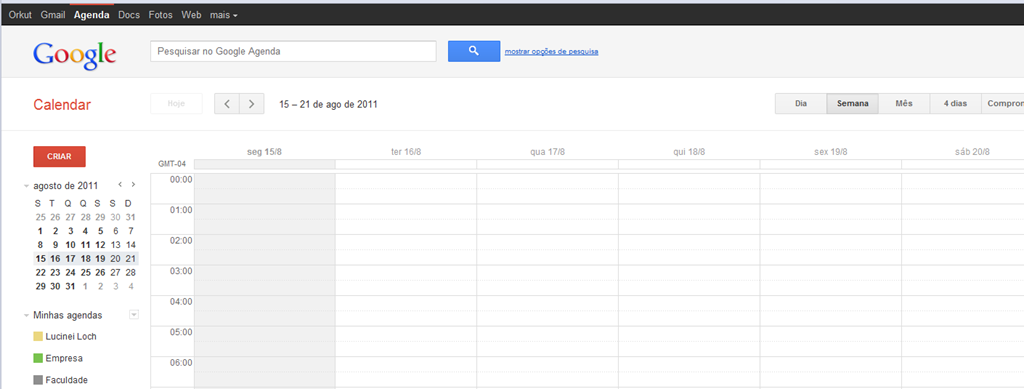 Orkut Gmail Agenda Docs Fotos Web mais
Google
Pesquisar no Google Agenda
mostrar opções de pesquisa
Calendar
Hoje
15 – 21 de ago de 2011
Dia Semana Mês 4 dias Compron
CRIAR
seg 15/8 ter 16/8 qua 17/8 qui 18/8 sex 19/8 sáb 20/8
GMT-04
agosto de 2011
S T Q Q S S D
25 26 27 28 29 30 31
1 2 3 4 5 6 7
8 9 10 11 12 13 14
15 16 17 18 19 20 21
22 23 24 25 26 27 28
29 30 31 1 2 3 4
Minhas agendas
Lucinei Loch
Empresa
Faculdade
00:00
01:00
02:00
03:00
04:00
05:00
06:00